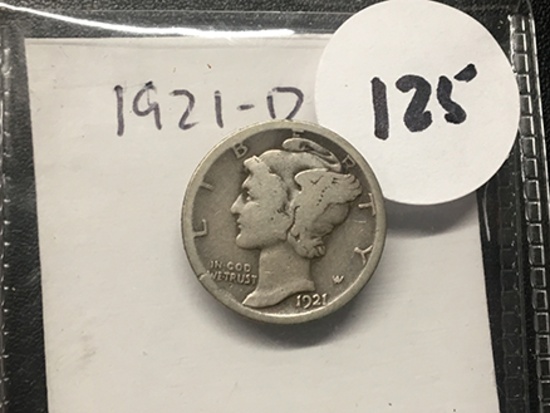 1921-D
125
LIBERTY
IN GOD
WE TRUST
1921